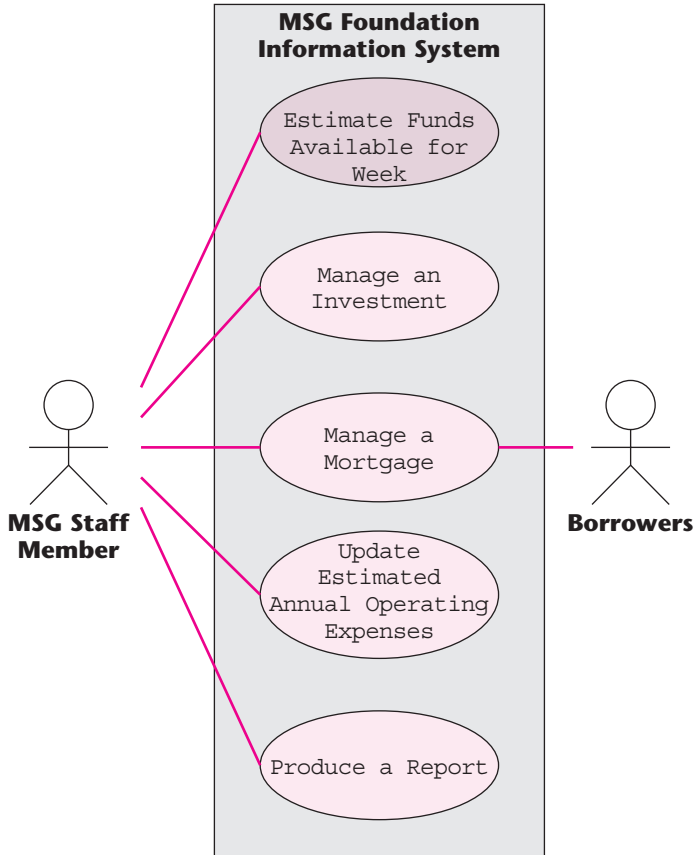 MSG Foundation
Information System
Estimate Funds
Available for
Week
Manage an
Investment
Manage a
Mortgage
MSG Staff
Member
Borrowers
Update
Estimated
Annual Operating
Expenses
Produce a Report